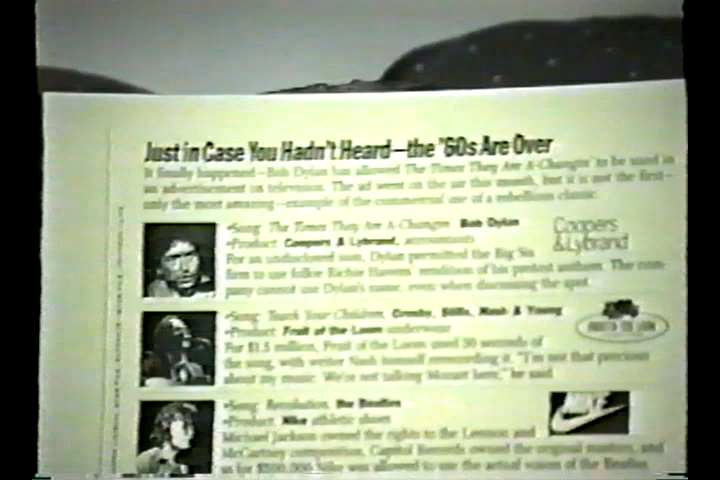 Just in Case You Hadn't Heard—the '60s Are Over
It finally happened—Bob Dylan has allowed The Times They Are A-Changin' to be used in
an advertisement on television. The ad went on the air this month, but it is not the first—
only the most amazing—example of the commercial use of a rebellious classic.
•Song: The Times They Are A-Changin', Bob Dylan
•Product: Coopers & Lybrand, accountants
For an undisclosed sum, Dylan permitted the Big Six
firm to use folkie Richie Havens' rendition of his protest anthem. The com-
pany cannot use Dylan's name, even when discussing the spot.
Coopers
&Lybrand
•Song: Teach Your Children, Crosby, Stills, Nash & Young
•Product: Fruit of the Loom underwear
For $1.5 million, Fruit of the Loom used 30 seconds of
the song, with writer Nash himself rerecording it. "I'm not that precious
about my music. We're not talking Mozart here," he said.
FRUIT OF THE LOOM
•Song: Revolution, the Beatles
•Product: Nike athletic shoes
Michael Jackson owned the rights to the Lennon and
McCartney composition, Capitol Records owned the original
Nike was allowed to use the actual voices of the Beatles.